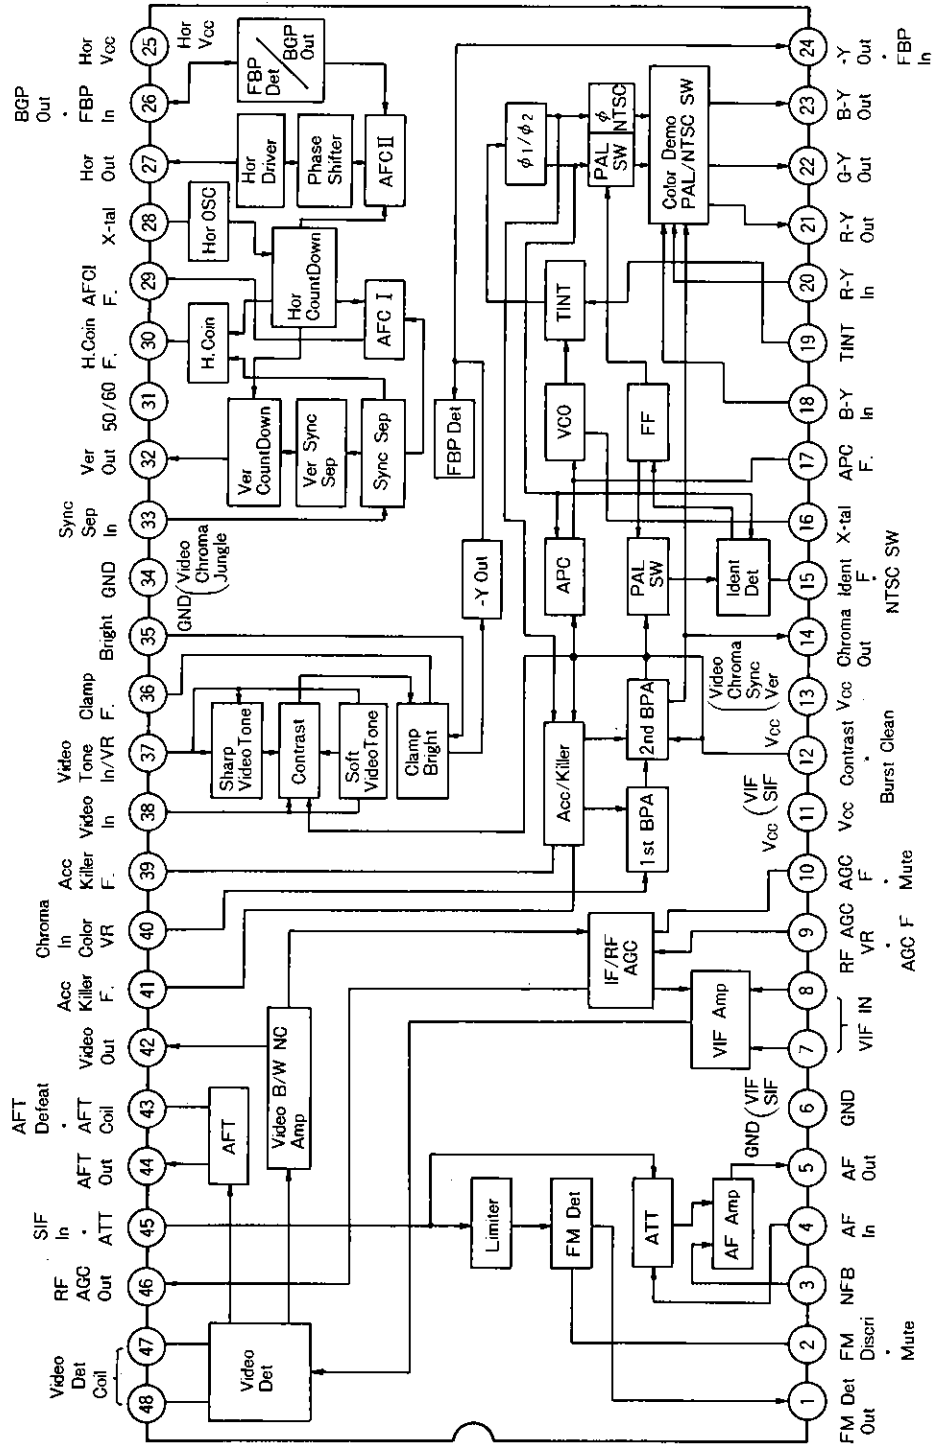 Video
Det
Coil
RF
AGC
Out
SIF
In
・
ATT
AFT
Out
AFT
Defeat
・
AFT
Coil
Video
Out
Acc
Killer
F.
Chroma
In
Color
VR
Acc
Killer
F.
Video
In
Video
Tone
In/VR
Clamp
F.
Bright
GND
Sync
Sep
In
Ver
Out
50/60
H.Coin
F.
AFCI
F.
X-tal
Hor
Out
BGP
Out
・
FBP
In
Hor
Vcc
48
47
46
45
44
43
42
41
40
39
38
37
36
35
34
33
32
31
30
29
28
27
26
25
GND (Video
Chroma
Jungle
Hor
Vcc
Video
Det
AFT
Video B/W NC
Amp
Sharp
VideoTone
Contrast
Soft
VideoTone
Clamp
Bright
Ver
CountDown
Ver Sync
Sep
Sync Sep
H.Coin
Hor
CountDown
AFC I
Hor OSC
Hor
Driver
Phase
Shifter
AFCII
FBP
Det
BGP
Out
FBP Det
-Y Out
Limiter
FM Det
ATT
AF Amp
IF/RF
AGC
VIF Amp
Acc/Killer
1st BPA
2nd BPA
APC
PAL
SW
Ident
Det
VCO
FF
TINT
ϕ1/ϕ2
PAL
SW
ϕ
NTSC
Color Demo
PAL/NTSC SW
GND (VIF
SIF
Vcc (VIF
SIF
Vcc (Video
Chroma
Sync
Ver
1
2
3
4
5
6
7
8
9
10
11
12
13
14
15
16
17
18
19
20
21
22
23
24
FM Det
Out
FM
Discri
・
Mute
NFB
AF
In
AF
Out
GND
VIF IN
RF AGC
VR
・
AGC F
AGC
F
・
Mute
Vcc
Contrast
・
Burst Clean
Vcc
Chroma
Out
Ident
F
・
NTSC SW
X-tal
APC
F.
B-Y
In
TINT
R-Y
In
R-Y
Out
G-Y
Out
B-Y
Out
-Y
Out
・
FBP
In